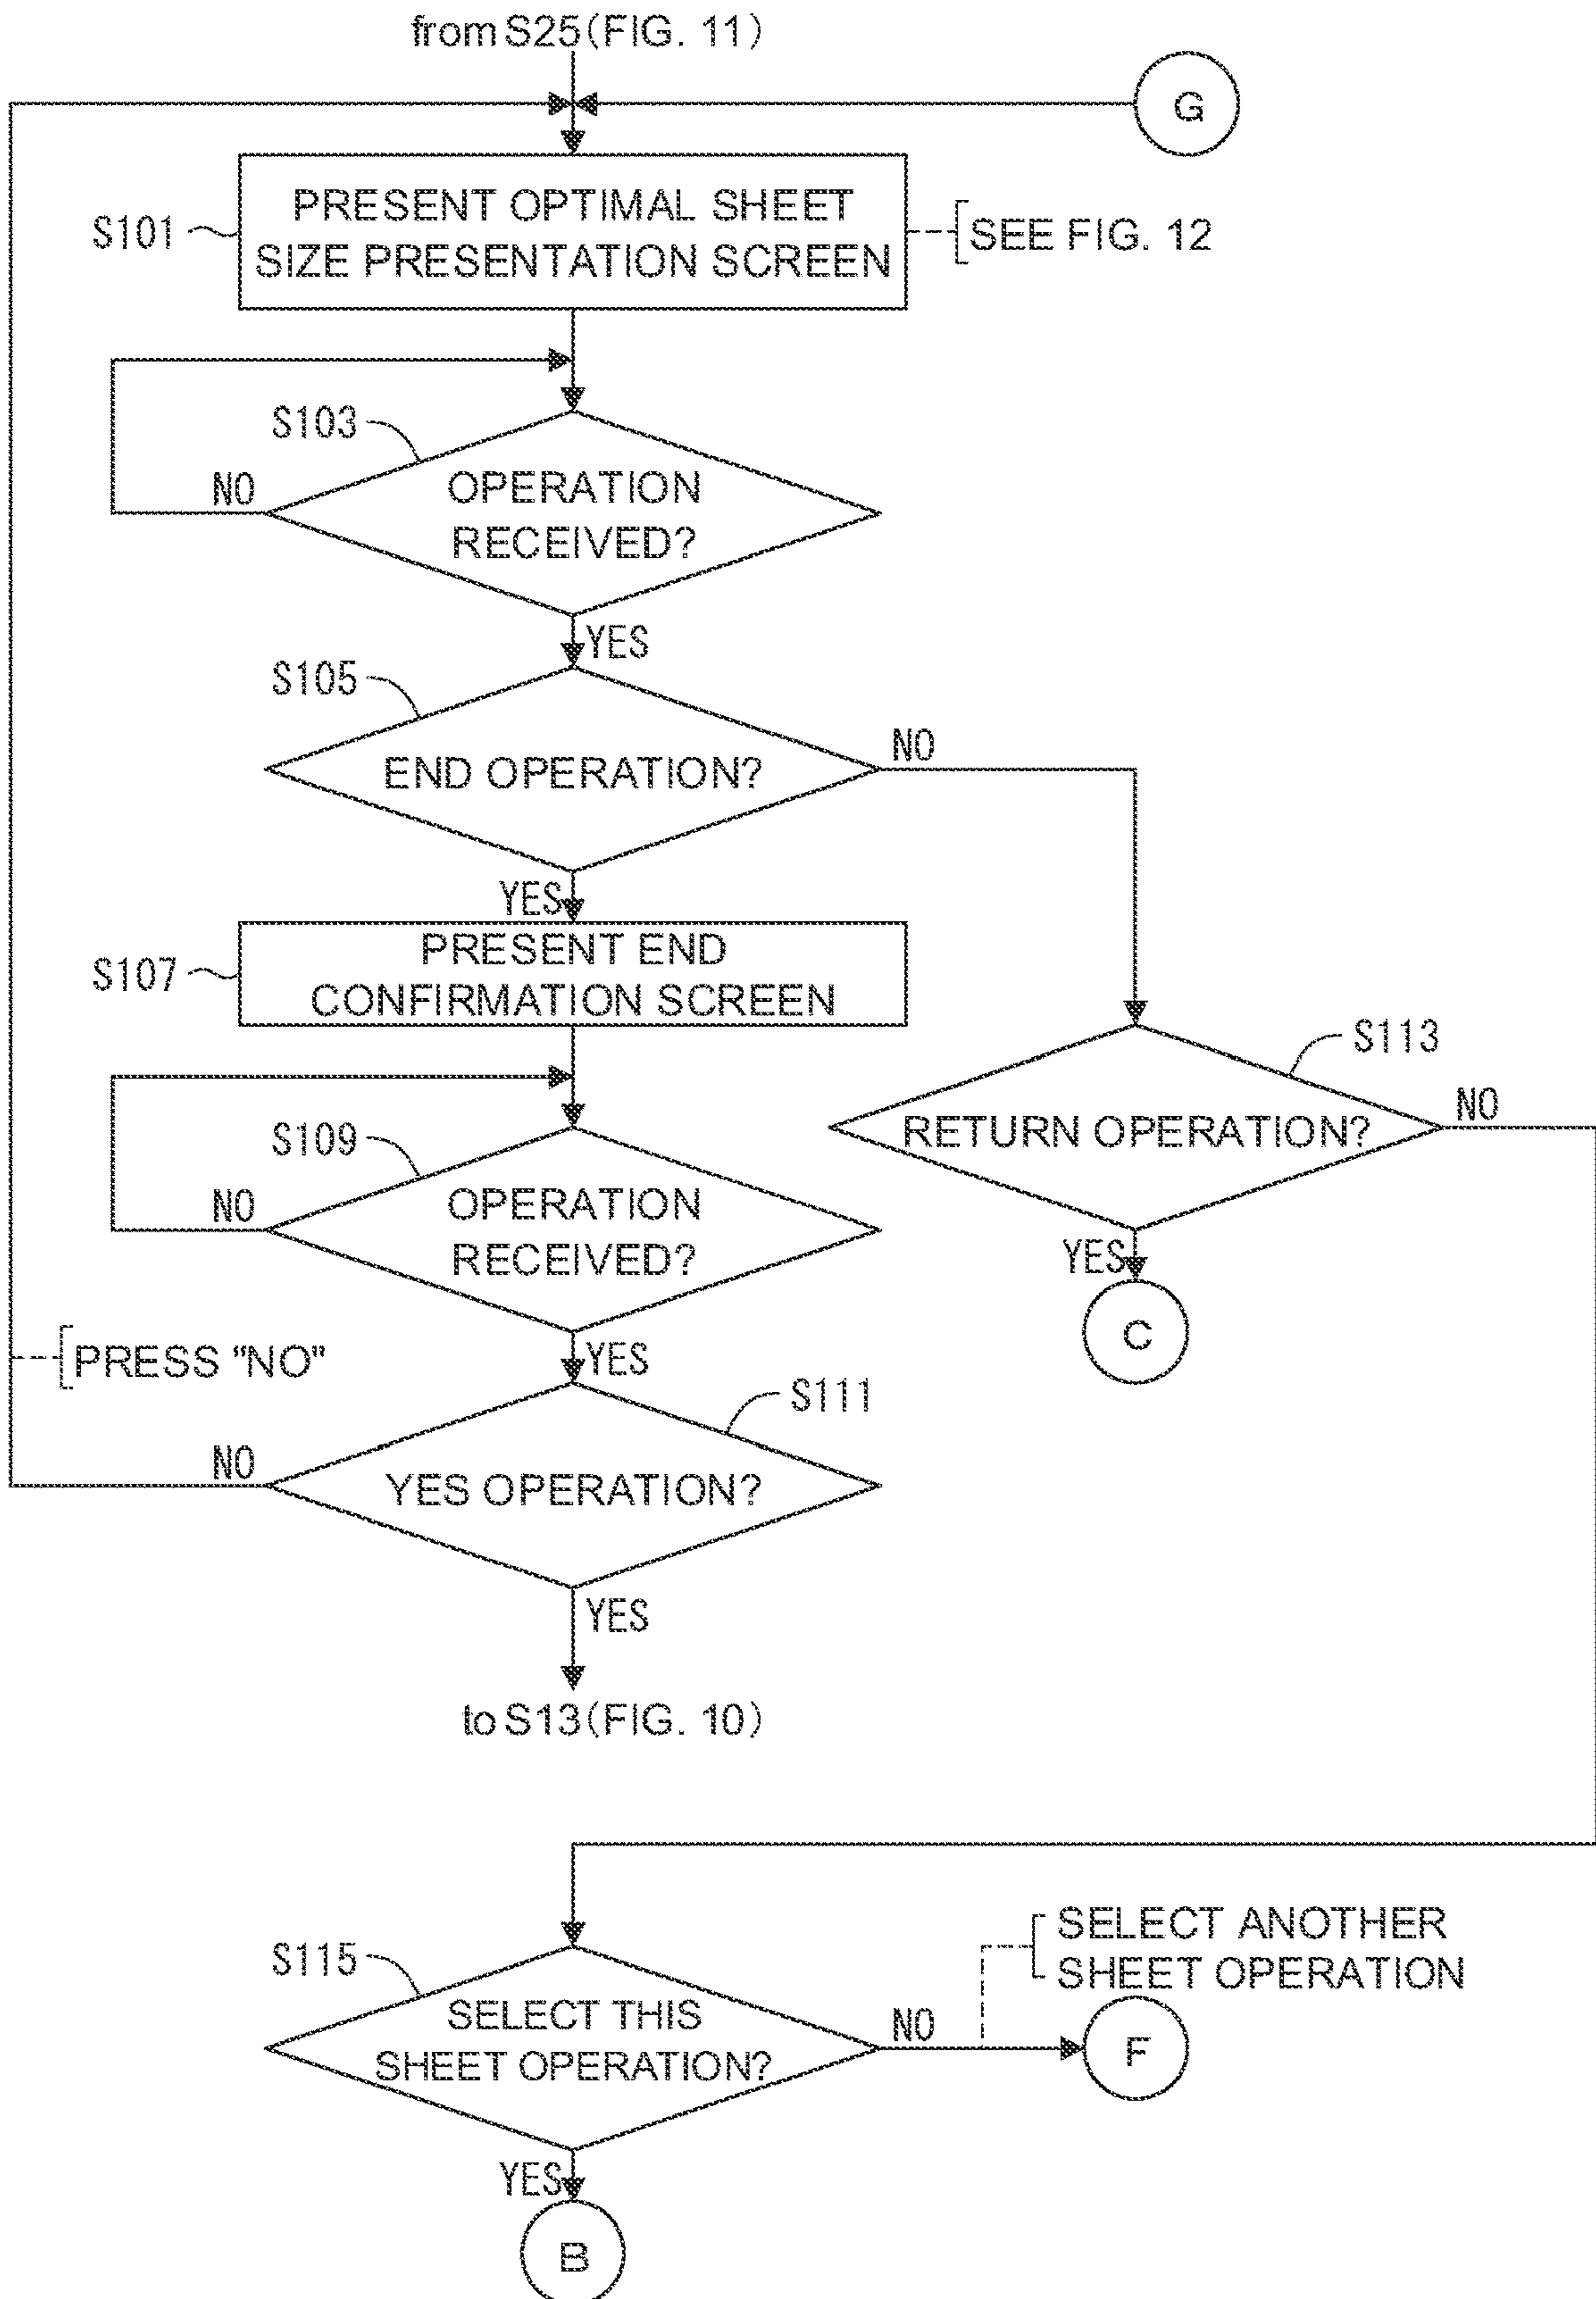 from S25(FIG. 11)
G
S101
PRESENT OPTIMAL SHEET
SIZE PRESENTATION SCREEN
SEE FIG. 12
S103
OPERATION
RECEIVED?
NO
YES
S105
END OPERATION?
NO
YES
S107
PRESENT END
CONFIRMATION SCREEN
S113
RETURN OPERATION?
NO
YES
C
S109
OPERATION
RECEIVED?
NO
YES
PRESS "NO"
S111
YES OPERATION?
NO
YES
to S13(FIG. 10)
S115
SELECT THIS
SHEET OPERATION?
NO
SELECT ANOTHER
SHEET OPERATION
F
YES
B